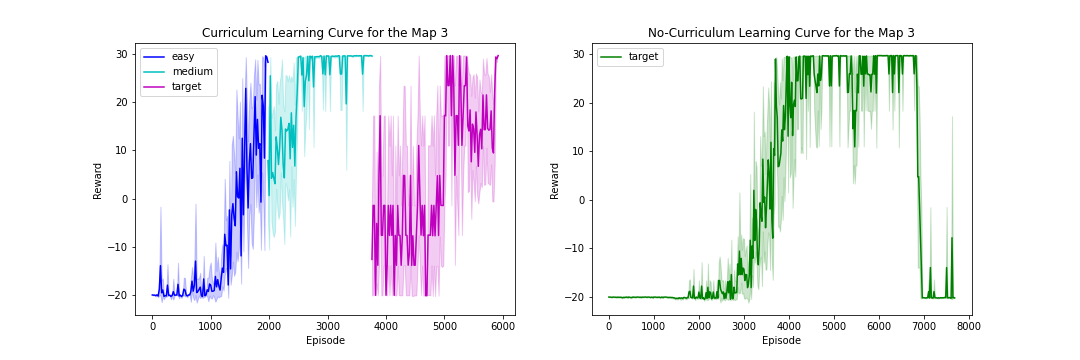 Curriculum Learning Curve for the Map 3
30
20
10
0
−10
−20
Reward
easy
medium
target
0
1000
2000
3000
4000
5000
6000
Episode
No-Curriculum Learning Curve for the Map 3
30
20
10
0
−10
−20
Reward
target
0
1000
2000
3000
4000
5000
6000
7000
8000
Episode